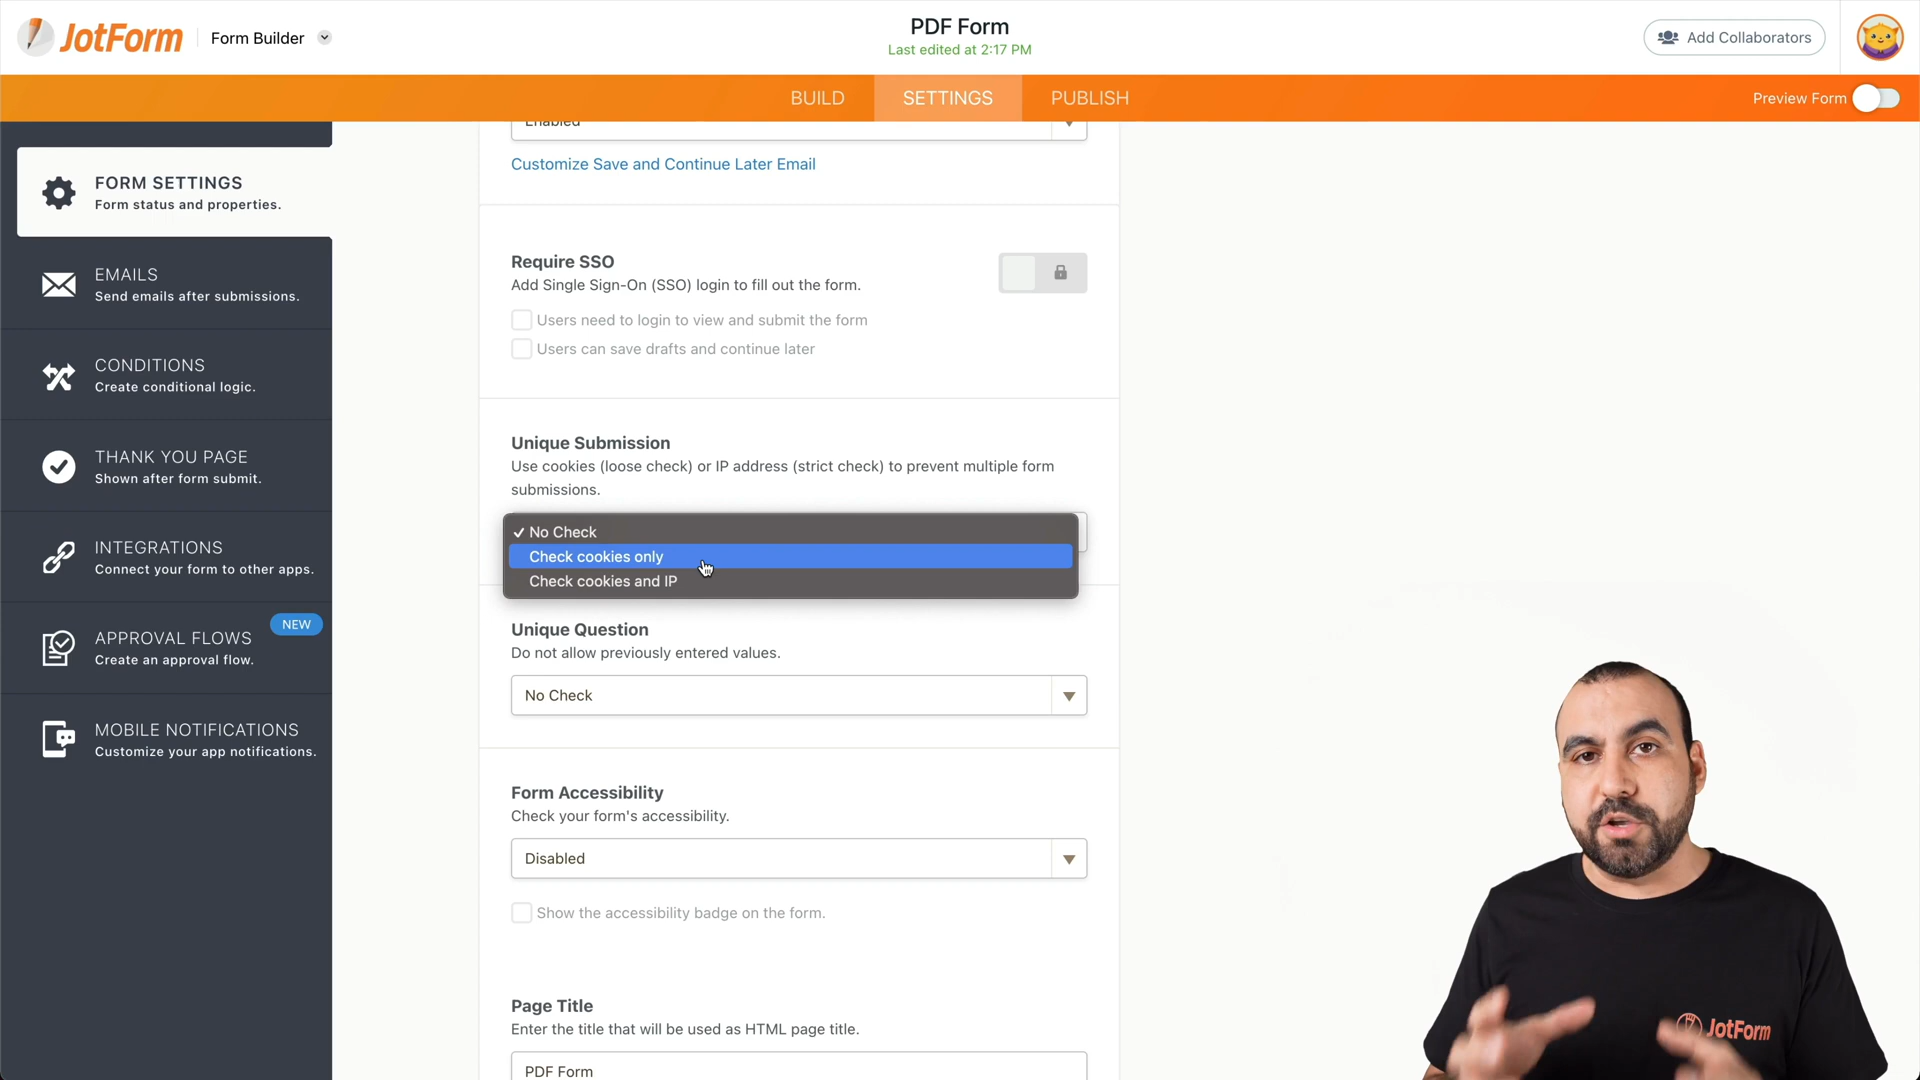 JotForm
Form Builder
PDF Form
Last edited at 2:17 PM
Add Collaborators
BUILD
SETTINGS
PUBLISH
Preview Form
FORM SETTINGS
Form status and properties.
EMAILS
Send emails after submissions.
CONDITIONS
Create conditional logic.
THANK YOU PAGE
Shown after form submit.
INTEGRATIONS
Connect your form to other apps.
NEW
APPROVAL FLOWS
Create an approval flow.
MOBILE NOTIFICATIONS
Customize your app notifications.
Enabled
Customize Save and Continue Later Email
Require SSO
Add Single Sign-On (SSO) login to fill out the form.
Users need to login to view and submit the form
Users can save drafts and continue later
Unique Submission
Use cookies (loose check) or IP address (strict check) to prevent multiple form
submissions.
No Check
Check cookies only
Check cookies and IP
Unique Question
Do not allow previously entered values.
No Check
Form Accessibility
Check your form's accessibility.
Disabled
Show the accessibility badge on the form.
Page Title
Enter the title that will be used as HTML page title.
PDF Form
JotForm